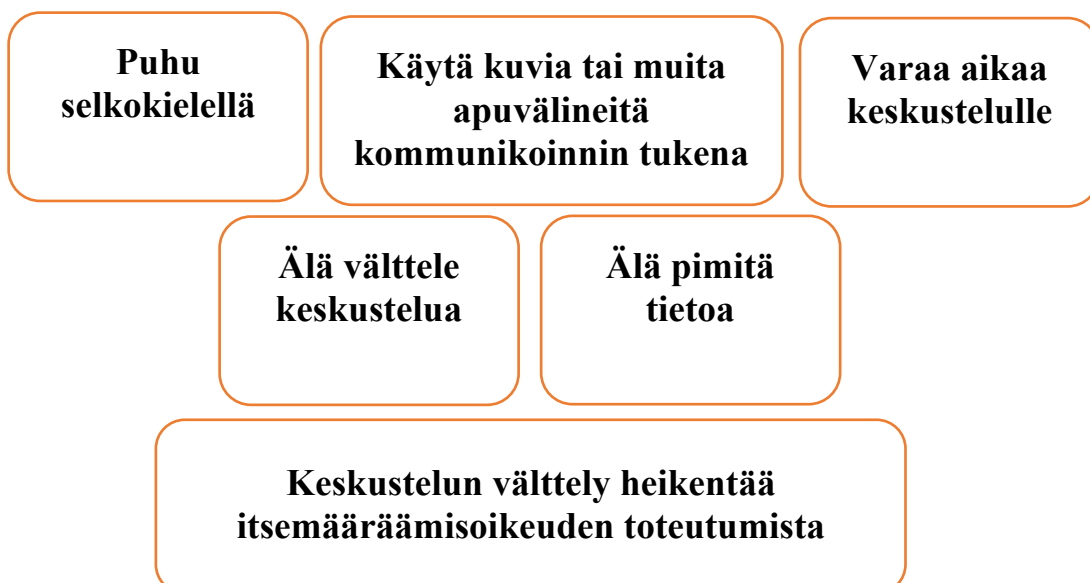 Puhu
selkokielellä
Käytä kuvia tai muita
apuvälineitä
kommunikoinnin tukena
Varaa aikaa
keskustelulle
Älä välttele
keskustelua
Älä pimitä
tietoa
Keskustelun välttely heikentää
itsemääräämisoikeuden toteutumista